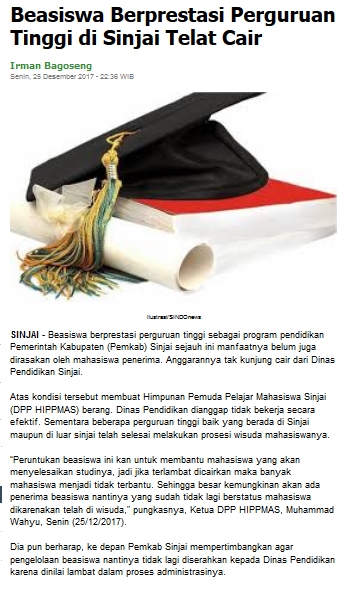 Beasiswa Berprestasi Perguruan
Tinggi di Sinjai Telat Cair
Irman Bagoseng
Senin, 25 Desember 2017 - 22:36 WIB
Ilustrasi/SINDOnews
SINJAI - Beasiswa berprestasi perguruan tinggi sebagai program pendidikan
Pemerintah Kabupaten (Pemkab) Sinjai sejauh ini manfaatnya belum juga
dirasakan oleh mahasiswa penerima. Anggarannya tak kunjung cair dari Dinas
Pendidikan Sinjai.
Atas kondisi tersebut membuat Himpunan Pemuda Pelajar Mahasiswa Sinjai
(DPP HIPPMAS) berang. Dinas Pendidikan dianggap tidak bekerja secara
efektif. Sementara beberapa perguruan tinggi baik yang berada di Sinjai
maupun di luar sinjai telah selesai melakukan prosesi wisuda mahasiswanya.
“Peruntukan beasiswa ini kan untuk membantu mahasiswa yang akan
menyelesaikan studinya, jadi jika terlambat dicairkan maka banyak
mahasiswa menjadi tidak terbantu. Sehingga besar kemungkinan akan ada
penerima beasiswa nantinya yang sudah tidak lagi berstatus mahasiswa
dikarenakan telah di wisuda,” pungkasnya, Ketua DPP HIPPMAS, Muhammad
Wahyu, Senin (25/12/2017).
Dia pun berharap, ke depan Pemkab Sinjai mempertimbangkan agar
pengelolaan beasiswa nantinya tidak lagi diserahkan kepada Dinas Pendidikan
karena dinilai lambat dalam proses administrasinya.